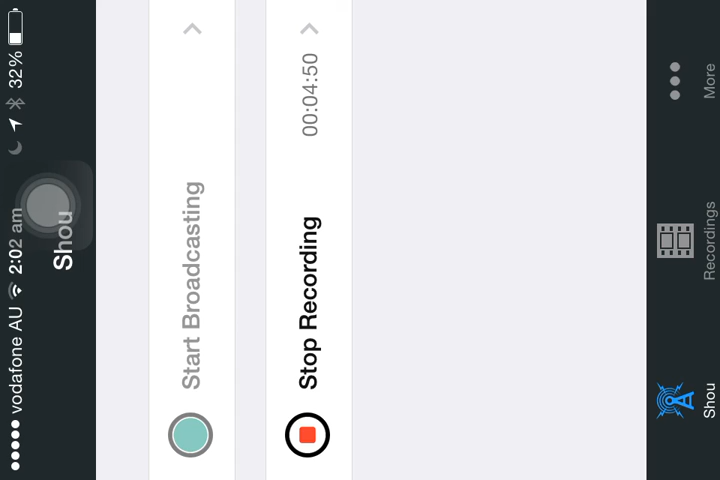 vodafone AU 2:02 am 32%
Shou
Start Broadcasting
Stop Recording 00:04:50
Shou Recordings More